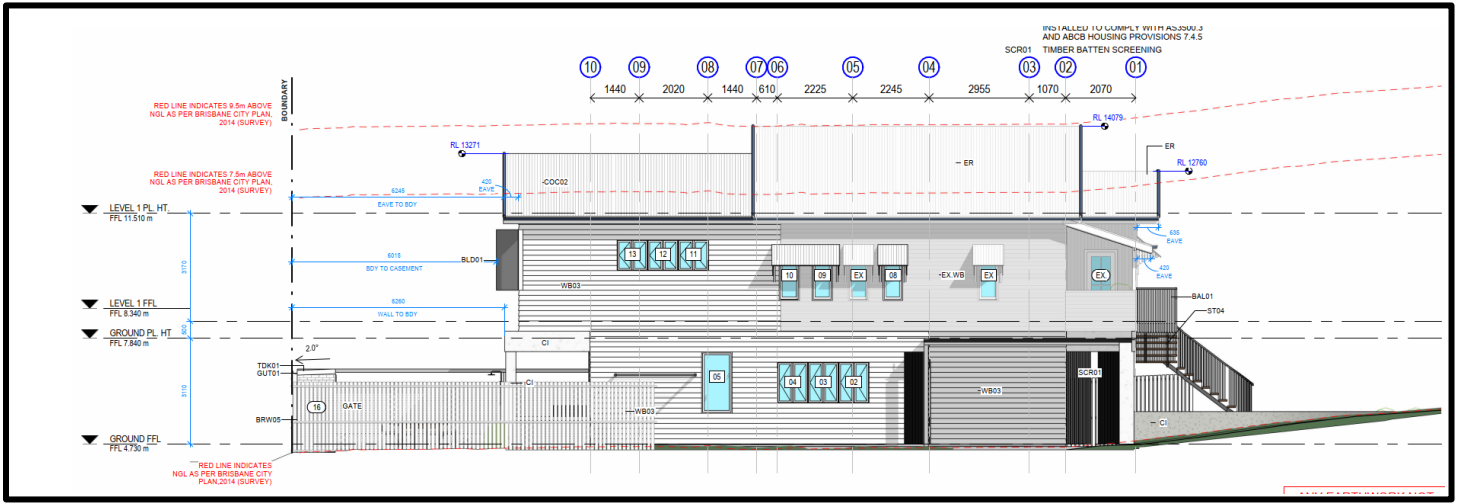 INSTALLED TO COMPLY WITH AS3500.3
AND ABCB HOUSING PROVISIONS 7.4.5
SCR01 TIMBER BATTEN SCREENING
10 09 08 07 06 05 04 03 02 01
1440 2020 1440 610 2225 2245 2955 1070 2070
BOUNDARY
RED LINE INDICATES 9.5m ABOVE
NGL AS PER BRISBANE CITY PLAN,
2014 (SURVEY)
RL 14079
RL 13271
ER
ER
RL 12760
RED LINE INDICATES 7.5m ABOVE
NGL AS PER BRISBANE CITY PLAN,
2014 (SURVEY)
COC02
6245
EAVE TO BDY
420
EAVE
LEVEL 1 PL. HT.
FFL 11.510 m
635
EAVE
13 12 11
BLD01
6015
BDY TO CASEMENT
3170
10 09 EX 08 EX.WB EX EX
420
EAVE
WB03
BAL01
LEVEL 1 FFL
FFL 8.340 m
6260
WALL TO BDY
ST04
500
GROUND PL. HT
FFL 7.840 m
CI
2.0°
TDK01
GUT01
05
04 03 02
SCR01
CI
WB03
3110
16 GATE
WB03
BRW05
CI
GROUND FFL
FFL 4.730 m
RED LINE INDICATES
NGL AS PER BRISBANE CITY
PLAN,2014 (SURVEY)
ANY EARTHWORK NOT